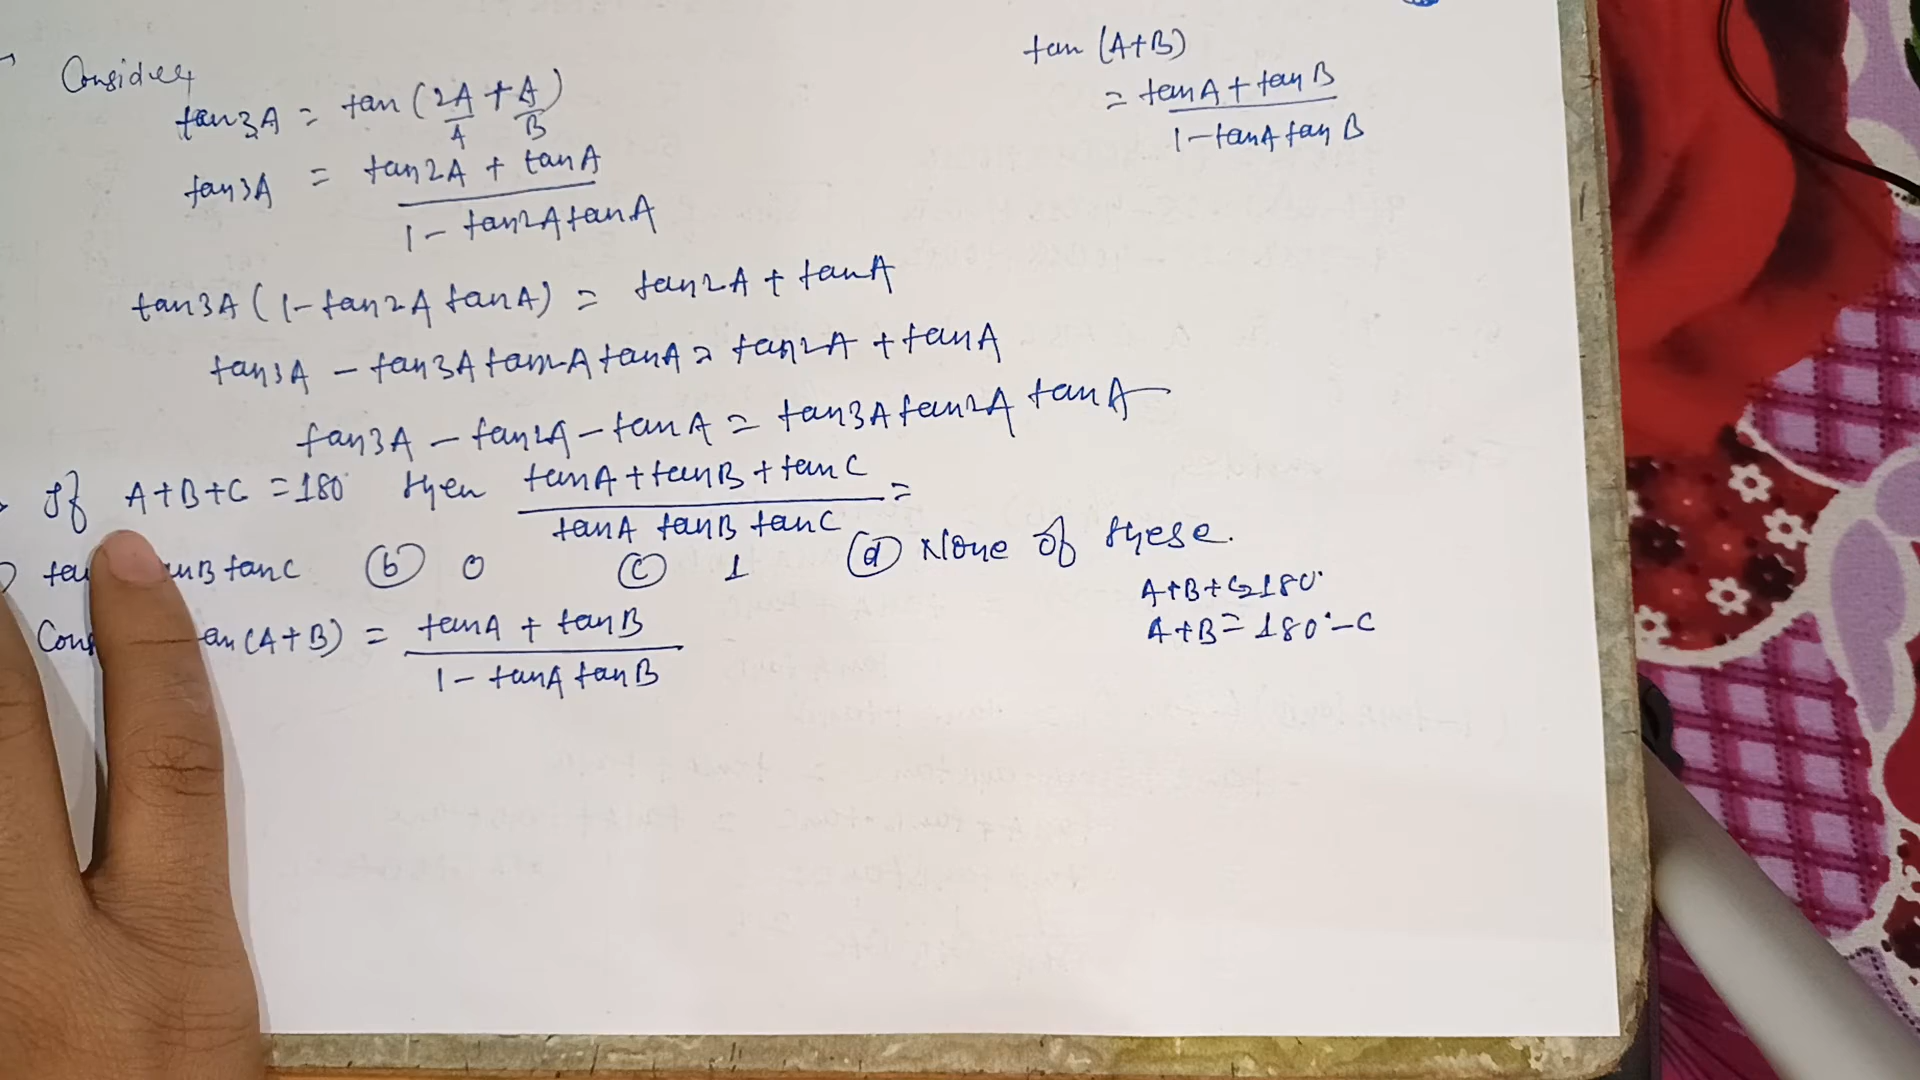 Consider
tan3A = tan(2A + A)
A B
tan3A = tan2A + tanA
1 - tan2A tanA
tan3A (1 - tan2A tanA) = tan2A + tanA
tan3A - tan3A tan2A tanA = tan2A + tanA
tan3A - tan2A - tanA = tan3A tan2A tanA
tan (A+B)
= tanA + tanB
1 - tanA tanB
If A+B+C = 180° then tanA + tanB + tanC =
tanA tanB tanC
tanC (b) 0 (c) 1 (d) None of these.
(A+B) = tanA + tanB
1 - tanA tanB
A+B+C=180°
A+B = 180°-C